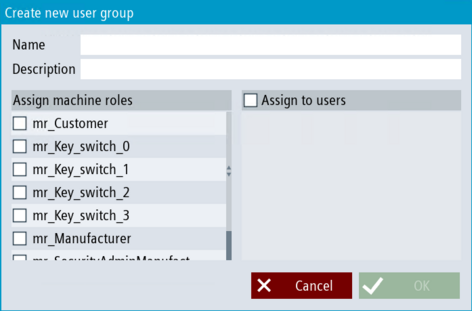 Create new user group
Name
Description
Assign machine roles
Assign to users
mr_Customer
mr_Key_switch_0
mr_Key_switch_1
mr_Key_switch_2
mr_Key_switch_3
mr_Manufacturer
mr_SecurityAdminManufact
Cancel
OK